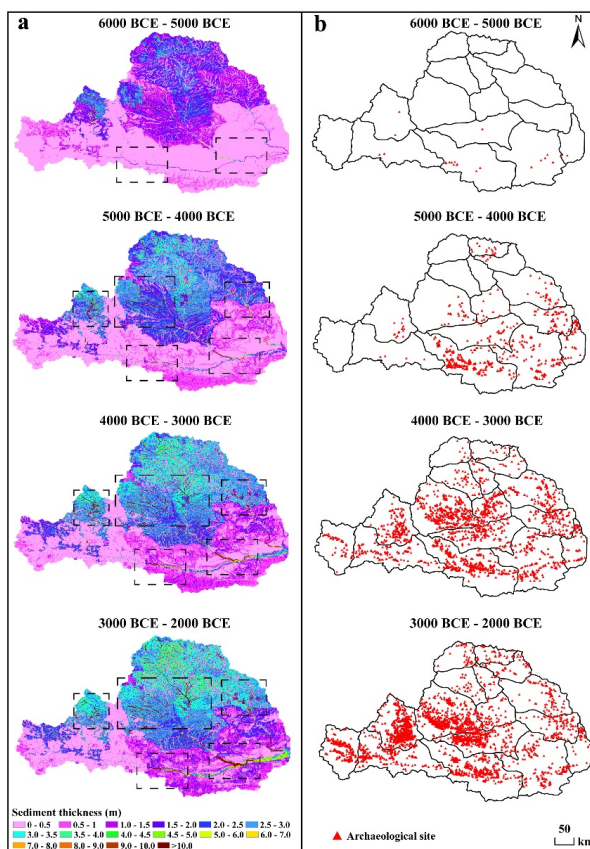 a
6000 BCE - 5000 BCE
5000 BCE - 4000 BCE
4000 BCE - 3000 BCE
3000 BCE - 2000 BCE
Sediment thickness (m)
0 - 0.5
0.5 - 1
1.0 - 1.5
1.5 - 2.0
2.0 - 2.5
2.5 - 3.0
3.0 - 3.5
3.5 - 4.0
4.0 - 4.5
4.5 - 5.0
5.0 - 6.0
6.0 - 7.0
7.0 - 8.0
8.0 - 9.0
9.0 - 10.0
>10.0
b
6000 BCE - 5000 BCE
N
5000 BCE - 4000 BCE
4000 BCE - 3000 BCE
3000 BCE - 2000 BCE
Archaeological site
50
km